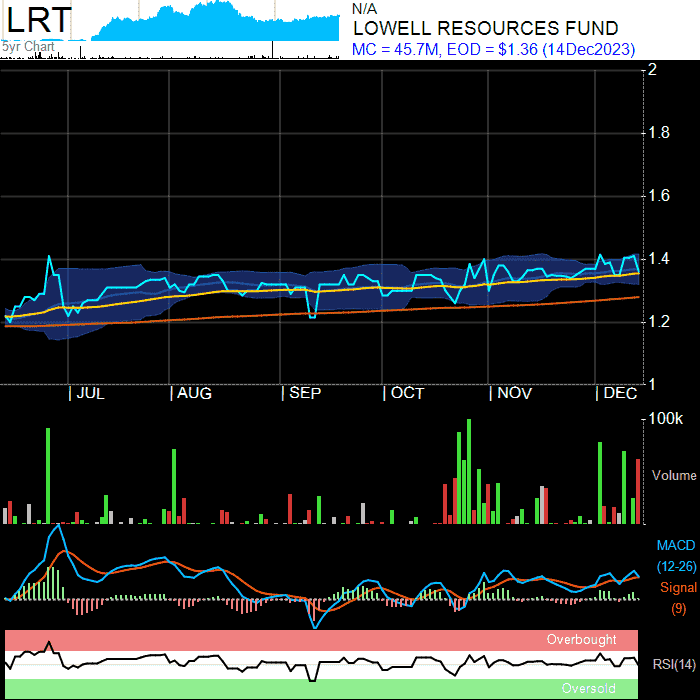 LRT
5yr Chart
N/A
LOWELL RESOURCES FUND
MC = 45.7M, EOD = $1.36 (14Dec2023)
2
1.8
1.6
1.4
1.2
1
JUL AUG SEP OCT NOV DEC
100k
Volume
MACD
(12-26)
Signal
(9)
Overbought
RSI(14)
Oversold